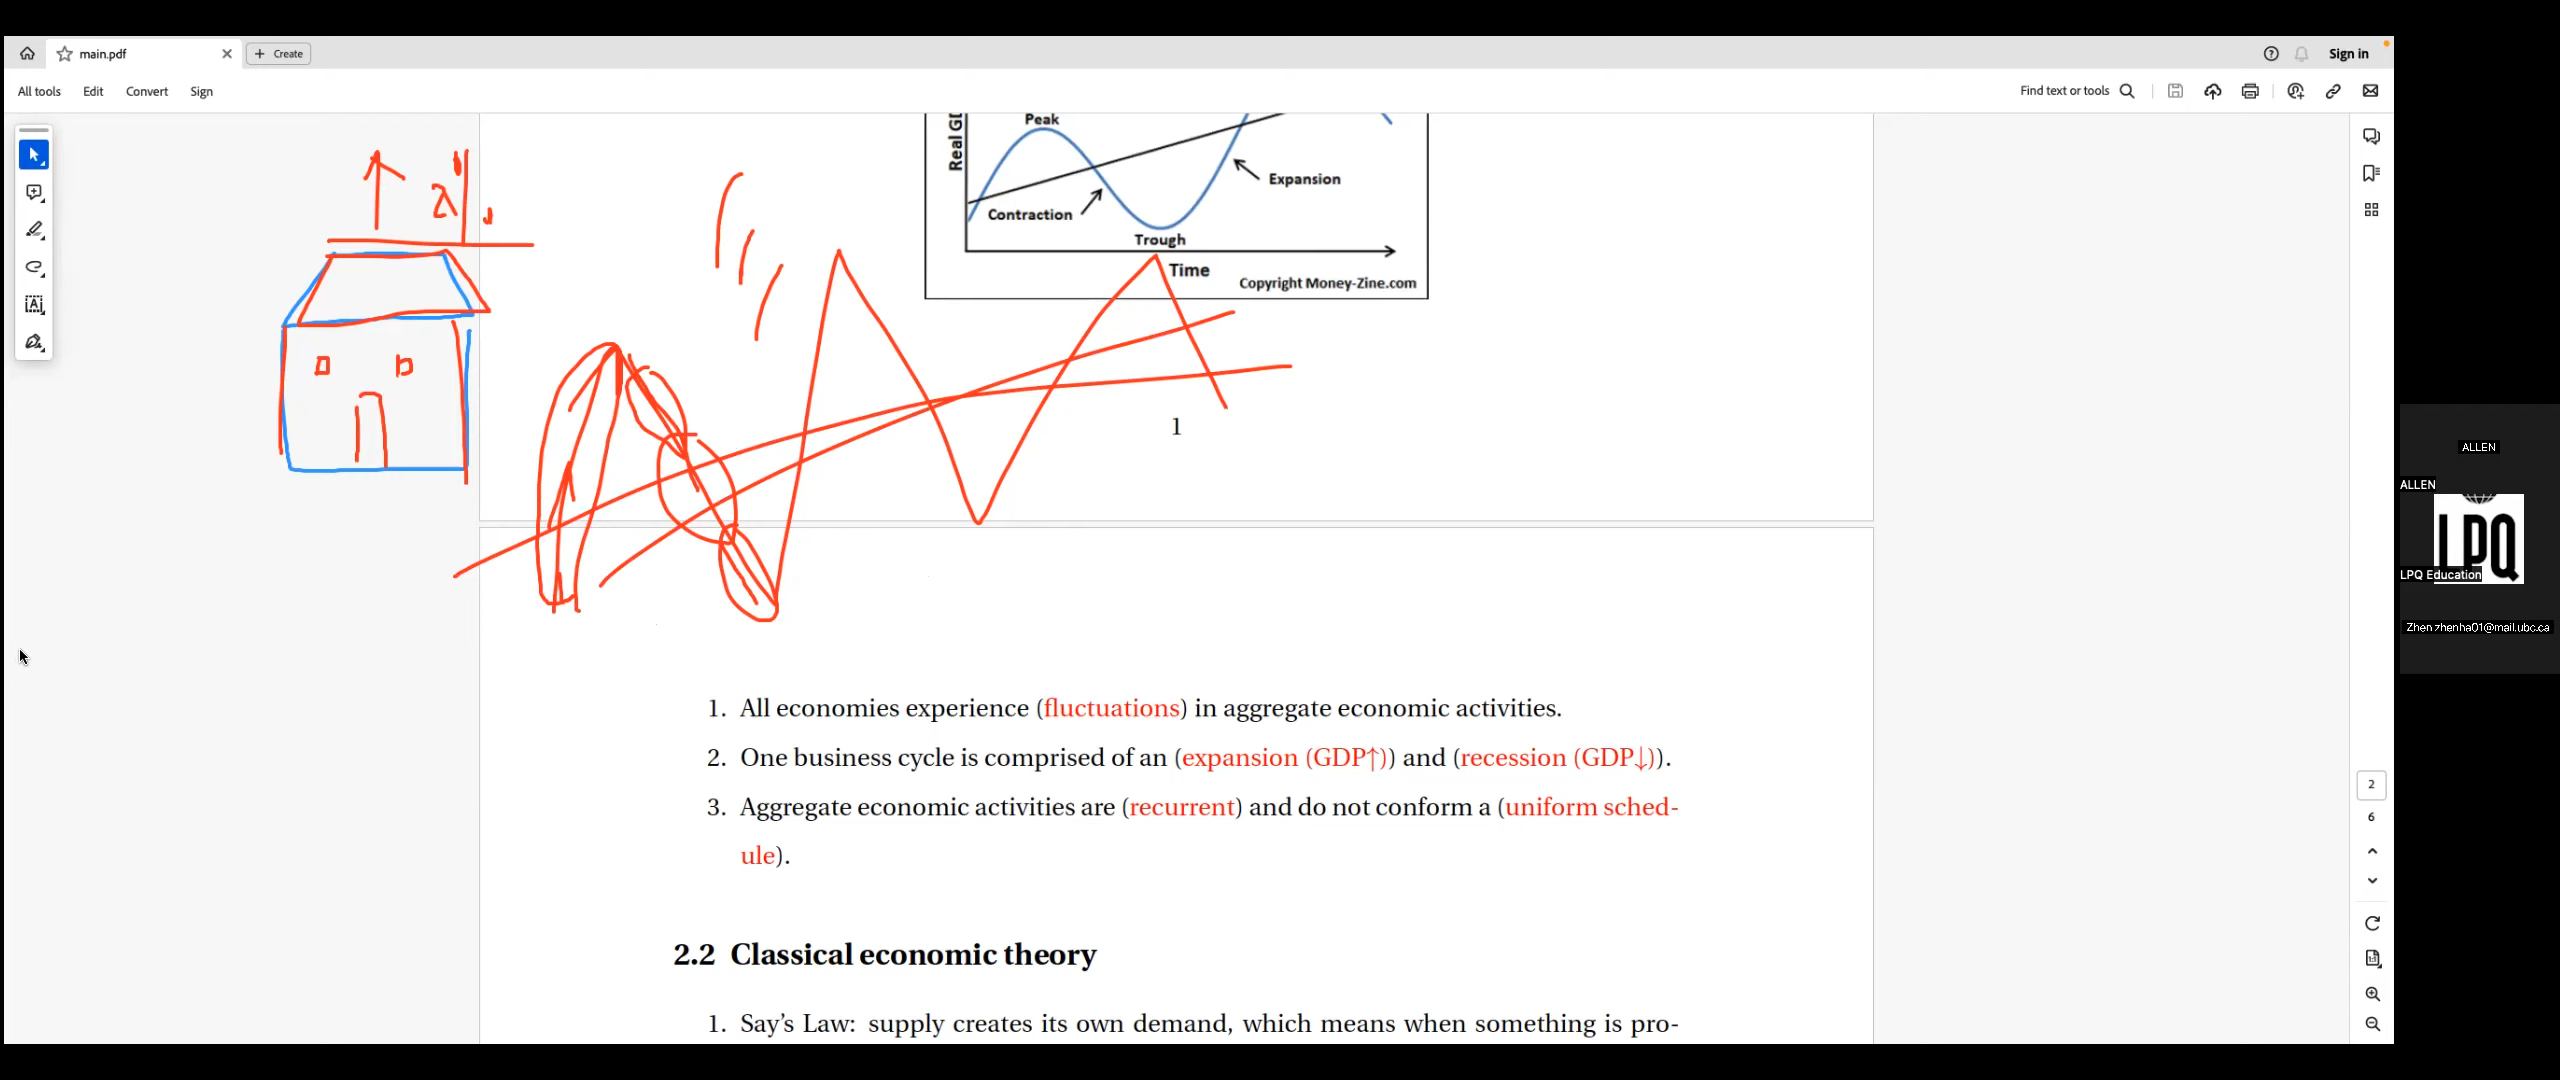 main.pdf
Create
Sign in
All tools Edit Convert Sign
Find text or tools
Peak
Real GD
Expansion
Contraction
Trough
Time
Copyright Money-Zine.com
1
1. All economies experience (fluctuations) in aggregate economic activities.
2. One business cycle is comprised of an (expansion (GDP↑)) and (recession (GDP↓)).
3. Aggregate economic activities are (recurrent) and do not conform a (uniform sched-
ule).
2.2 Classical economic theory
1. Say's Law: supply creates its own demand, which means when something is pro-
2
6
ALLEN
ALLEN
LPQ
LPQ Education
Zhen zhenha01@mail.ubc.ca